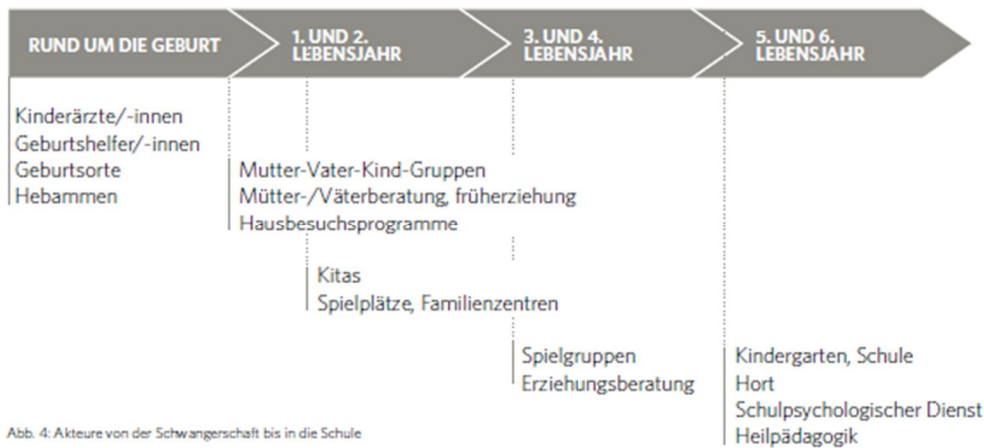 RUND UM DIE GEBURT
1. UND 2.
LEBENSJAHR
3. UND 4.
LEBENSJAHR
5. UND 6.
LEBENSJAHR
Kinderärzte/-innen
Geburtshelfer/-innen
Geburtsorte
Hebammen
Mutter-Vater-Kind-Gruppen
Mütter-/Väterberatung, früherziehung
Hausbesuchsprogramme
Kitas
Spielplätze, Familienzentren
Spielgruppen
Erziehungsberatung
Kindergarten, Schule
Hort
Schulpsychologischer Dienst
Heilpädagogik
Abb. 4: Akteure von der Schwangerschaft bis in die Schule